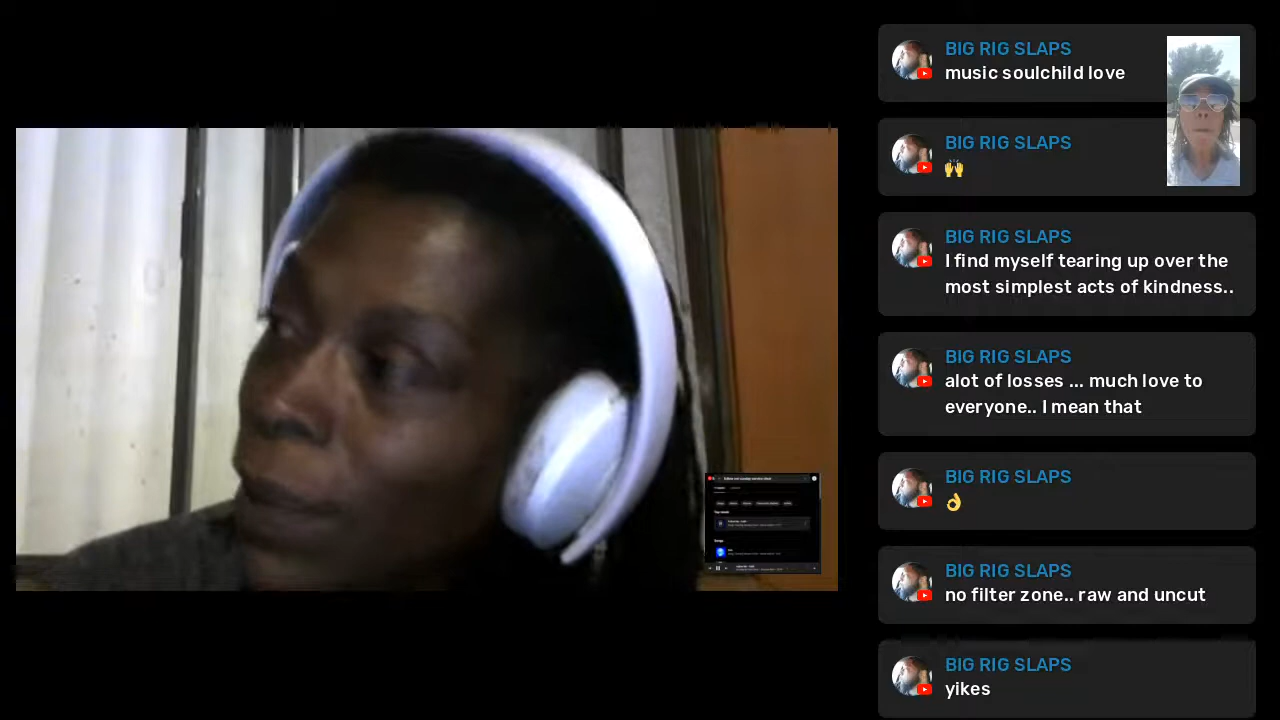 BIG RIG SLAPS
music soulchild love
BIG RIG SLAPS
🙌
BIG RIG SLAPS
I find myself tearing up over the
most simplest acts of kindness..
BIG RIG SLAPS
alot of losses ... much love to
everyone.. I mean that
BIG RIG SLAPS
👌
BIG RIG SLAPS
no filter zone.. raw and uncut
BIG RIG SLAPS
yikes